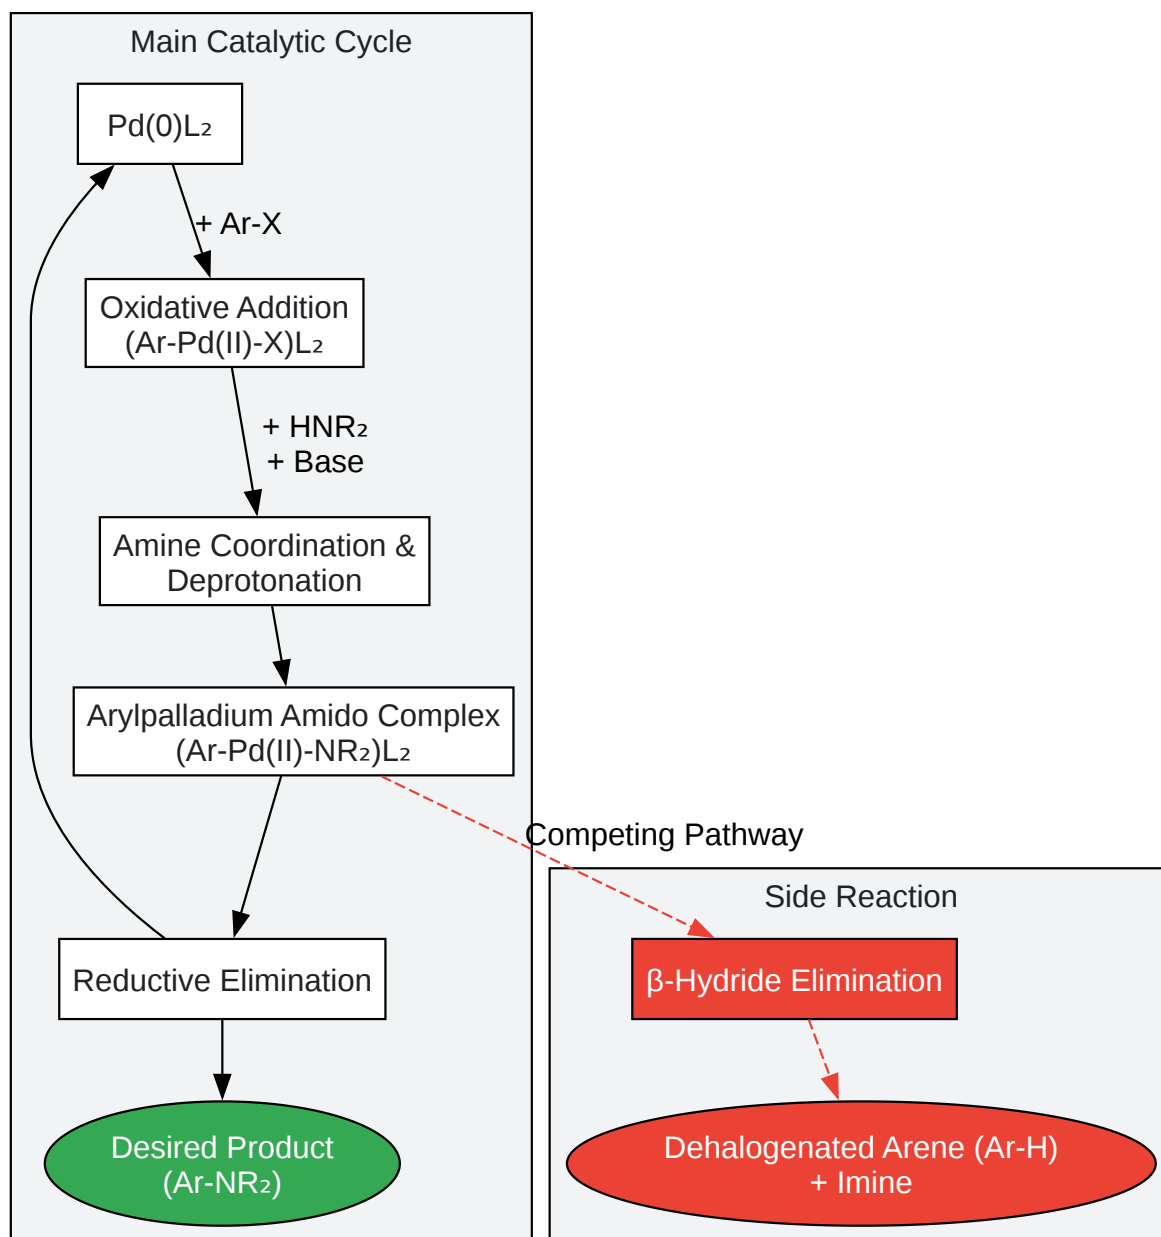 Main Catalytic Cycle
Pd(0)L₂
+ Ar-X
Oxidative Addition
(Ar-Pd(II)-X)L₂
+ HNR₂
+ Base
Amine Coordination &
Deprotonation
Arylpalladium Amido Complex
(Ar-Pd(II)-NR₂)L₂
Competing Pathway
Side Reaction
Reductive Elimination
β-Hydride Elimination
Desired Product
(Ar-NR₂)
Dehalogenated Arene (Ar-H)
+ Imine